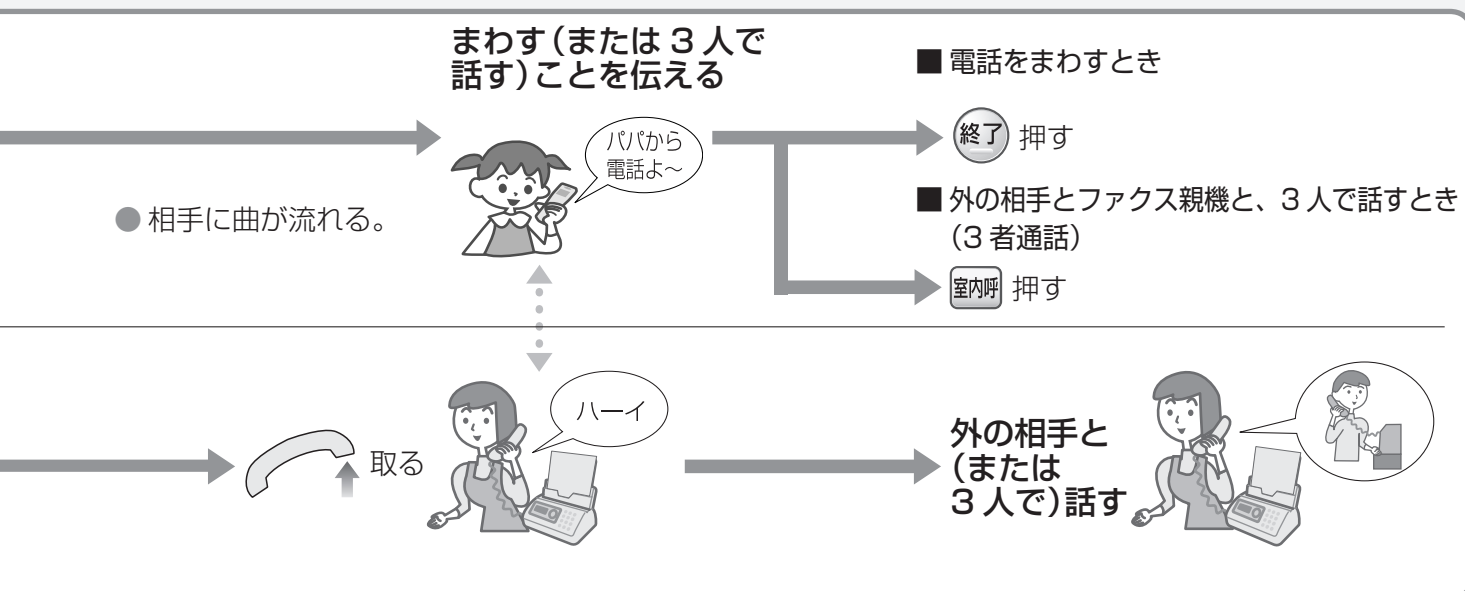 まわす(または 3 人で
話す)ことを伝える
■ 電話をまわすとき
パパから
電話よ～
終了 押す
● 相手に曲が流れる。
■ 外の相手とファクス親機と、3 人で話すとき
(3 者通話)
室内呼 押す
ハーイ
取る
外の相手と
(または
3 人で)話す